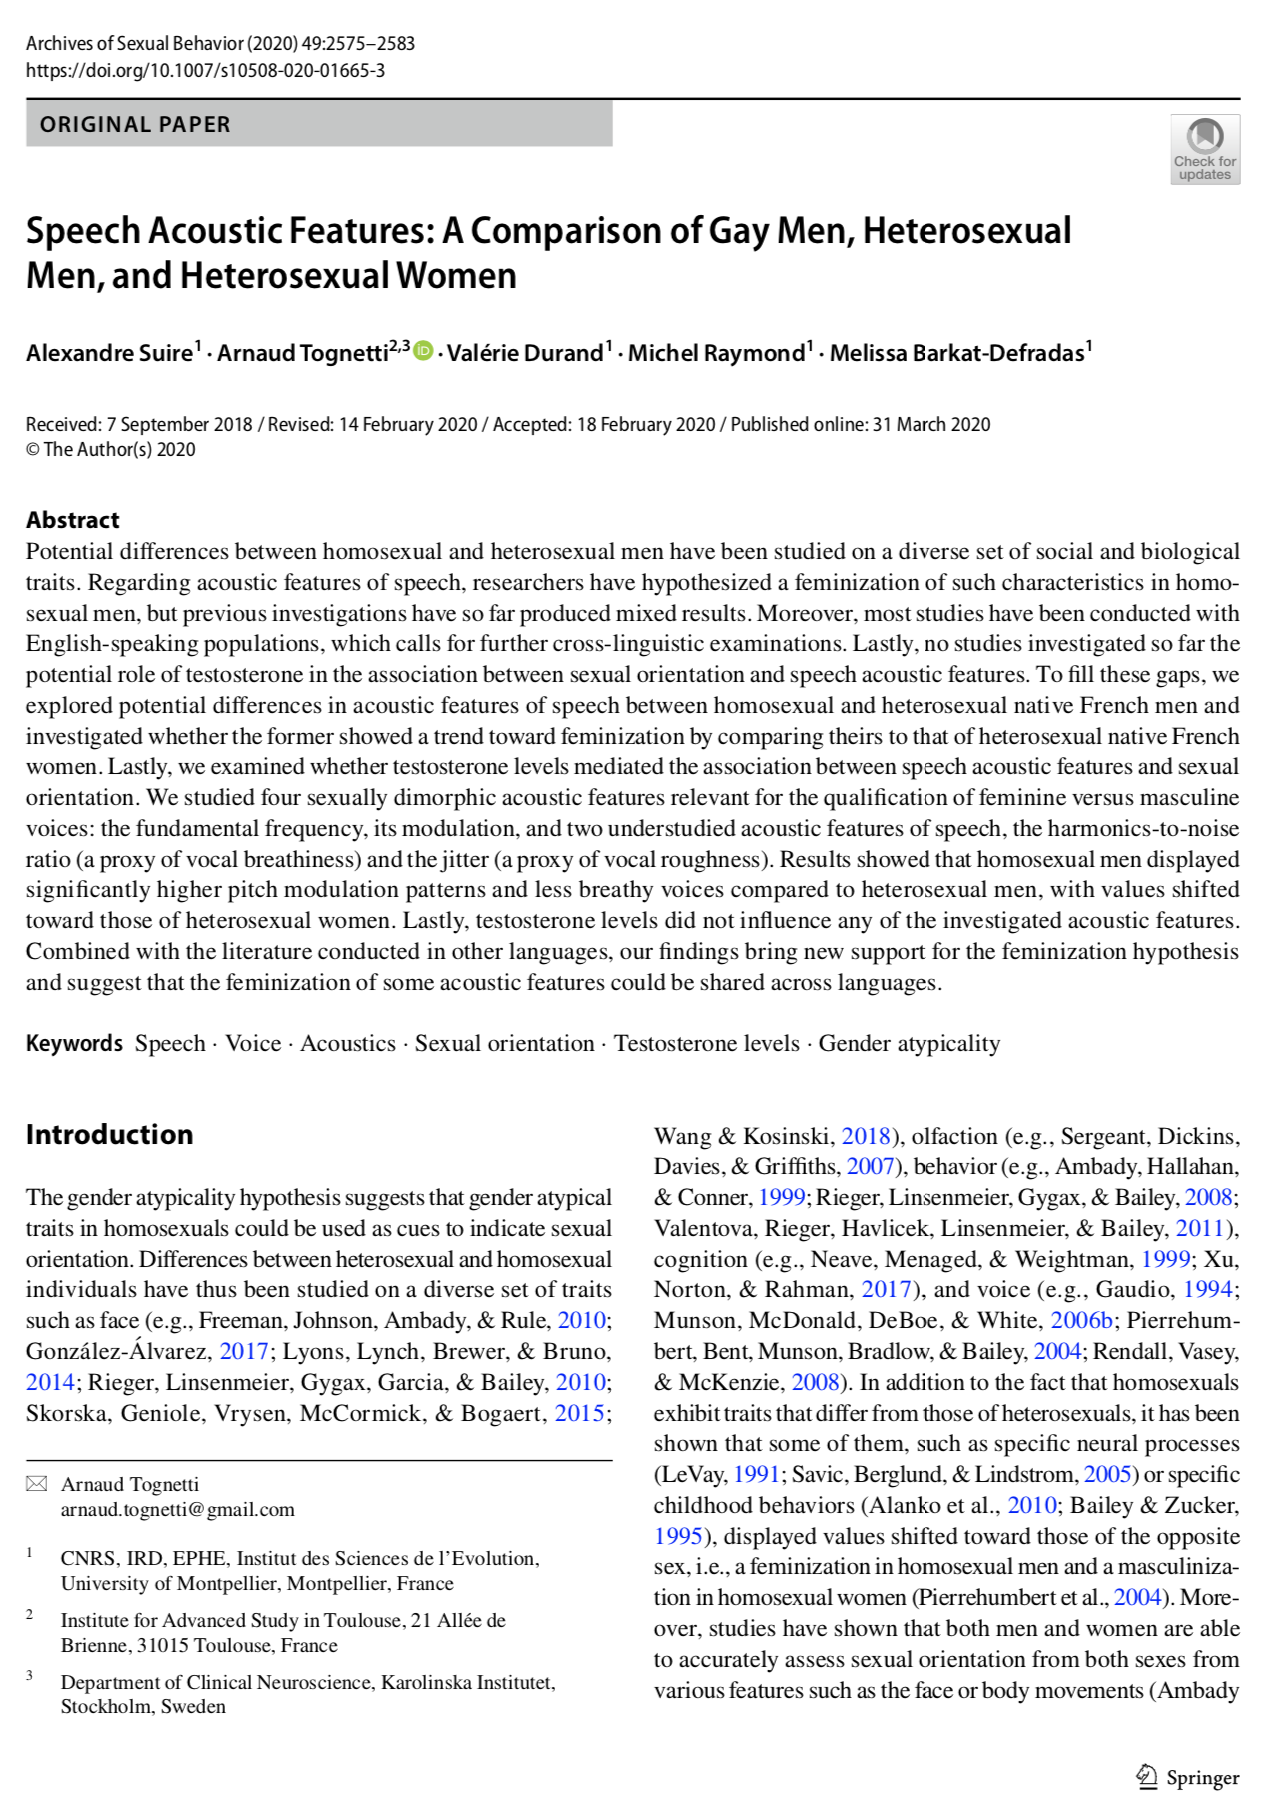 Archives of Sexual Behavior (2020) 49:2575–2583
https://doi.org/10.1007/s10508-020-01665-3
ORIGINAL PAPER
Check for
updates
Speech Acoustic Features: A Comparison of Gay Men, Heterosexual
Men, and Heterosexual Women
Alexandre Suire1 · Arnaud Tognetti2,3 iD · Valérie Durand1 · Michel Raymond1 · Melissa Barkat-Defradas1
Received: 7 September 2018 / Revised: 14 February 2020 / Accepted: 18 February 2020 / Published online: 31 March 2020
© The Author(s) 2020
Abstract
Potential differences between homosexual and heterosexual men have been studied on a diverse set of social and biological
traits. Regarding acoustic features of speech, researchers have hypothesized a feminization of such characteristics in homo-
sexual men, but previous investigations have so far produced mixed results. Moreover, most studies have been conducted with
English-speaking populations, which calls for further cross-linguistic examinations. Lastly, no studies investigated so far the
potential role of testosterone in the association between sexual orientation and speech acoustic features. To fill these gaps, we
explored potential differences in acoustic features of speech between homosexual and heterosexual native French men and
investigated whether the former showed a trend toward feminization by comparing theirs to that of heterosexual native French
women. Lastly, we examined whether testosterone levels mediated the association between speech acoustic features and sexual
orientation. We studied four sexually dimorphic acoustic features relevant for the qualification of feminine versus masculine
voices: the fundamental frequency, its modulation, and two understudied acoustic features of speech, the harmonics-to-noise
ratio (a proxy of vocal breathiness) and the jitter (a proxy of vocal roughness). Results showed that homosexual men displayed
significantly higher pitch modulation patterns and less breathy voices compared to heterosexual men, with values shifted
toward those of heterosexual women. Lastly, testosterone levels did not influence any of the investigated acoustic features.
Combined with the literature conducted in other languages, our findings bring new support for the feminization hypothesis
and suggest that the feminization of some acoustic features could be shared across languages.
Keywords Speech · Voice · Acoustics · Sexual orientation · Testosterone levels · Gender atypicality
Introduction
The gender atypicality hypothesis suggests that gender atypical
traits in homosexuals could be used as cues to indicate sexual
orientation. Differences between heterosexual and homosexual
individuals have thus been studied on a diverse set of traits
such as face (e.g., Freeman, Johnson, Ambady, & Rule, 2010;
González-Álvarez, 2017; Lyons, Lynch, Brewer, & Bruno,
2014; Rieger, Linsenmeier, Gygax, Garcia, & Bailey, 2010;
Skorska, Geniole, Vrysen, McCormick, & Bogaert, 2015;
Wang & Kosinski, 2018), olfaction (e.g., Sergeant, Dickins,
Davies, & Griffiths, 2007), behavior (e.g., Ambady, Hallahan,
& Conner, 1999; Rieger, Linsenmeier, Gygax, & Bailey, 2008;
Valentova, Rieger, Havlicek, Linsenmeier, & Bailey, 2011),
cognition (e.g., Neave, Menaged, & Weightman, 1999; Xu,
Norton, & Rahman, 2017), and voice (e.g., Gaudio, 1994;
Munson, McDonald, DeBoe, & White, 2006b; Pierrehum-
bert, Bent, Munson, Bradlow, & Bailey, 2004; Rendall, Vasey,
& McKenzie, 2008). In addition to the fact that homosexuals
exhibit traits that differ from those of heterosexuals, it has been
shown that some of them, such as specific neural processes
(LeVay, 1991; Savic, Berglund, & Lindstrom, 2005) or specific
childhood behaviors (Alanko et al., 2010; Bailey & Zucker,
1995), displayed values shifted toward those of the opposite
sex, i.e., a feminization in homosexual men and a masculiniza-
tion in homosexual women (Pierrehumbert et al., 2004). More-
over, studies have shown that both men and women are able
to accurately assess sexual orientation from both sexes from
various features such as the face or body movements (Ambady
Arnaud Tognetti
arnaud.tognetti@gmail.com
1 CNRS, IRD, EPHE, Institut des Sciences de l'Evolution,
University of Montpellier, Montpellier, France
2 Institute for Advanced Study in Toulouse, 21 Allée de
Brienne, 31015 Toulouse, France
3 Department of Clinical Neuroscience, Karolinska Institutet,
Stockholm, Sweden
Springer